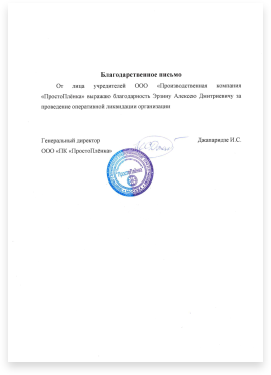 Благодарственное письмо
От лица учредителей ООО «Производственная компания
«ПростоПлёнка» выражаю благодарность Эрзину Алексею Дмитриевичу за
проведение оперативной ликвидации организации
Генеральный директор Джапаридзе И.С.
ООО «ПК «ПростоПлёнка»
ПростоПлёнка